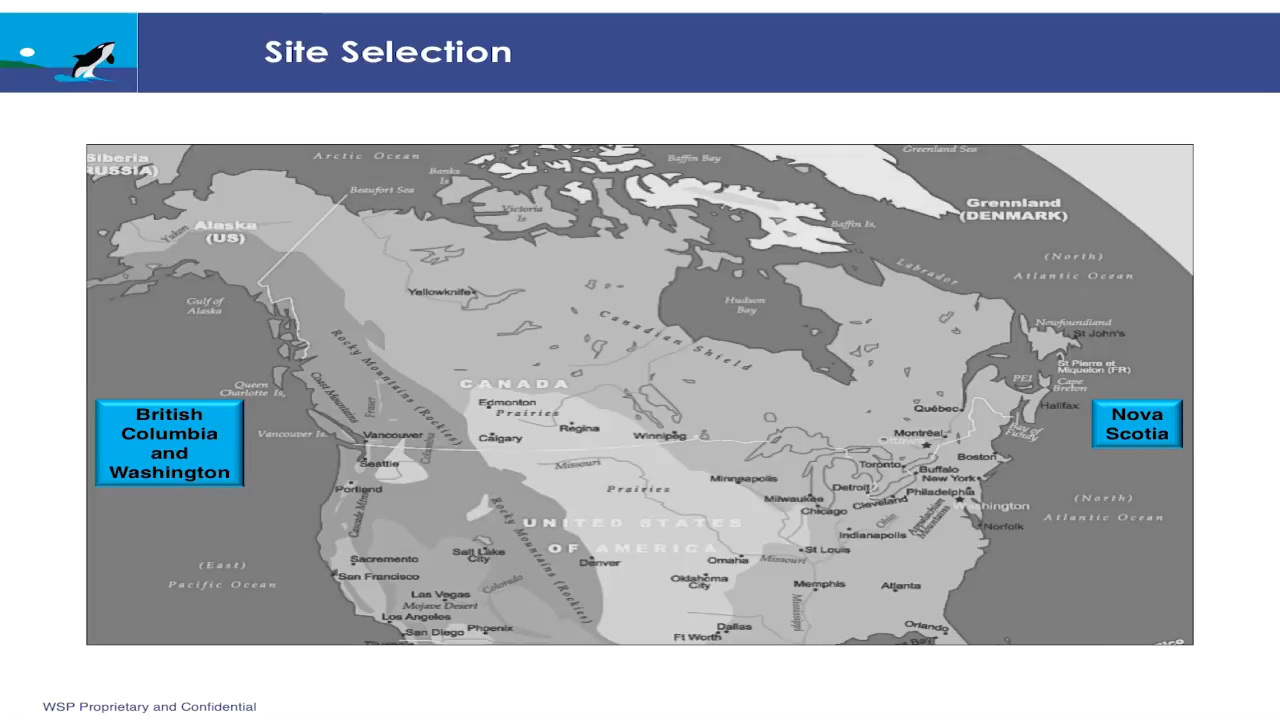 Site Selection
Siberia
(RUSSIA)
Arctic Ocean
Banks
Is
Baffin Bay
Greenland Sea
Beaufort Sea
Victoria
Is
Grennland
(DENMARK)
Yukon
Alaska
(US)
Baffin Is,
(North)
Atlantic Ocean
Labrador
Yellowknife
Gulf of
Alaska
Hudson
Bay
Newfoundland
St John's
Canadian Shield
Rocky Mountains (Rockies)
St Pierre et
Miquelon (FR)
Queen
Charlotte Is,
Coast Mountains
CANADA
PEI
Cape
Breton
Fraser
Edmonton
Prairies
Québec
Halifax
British
Columbia
and
Washington
Nova
Scotia
Vancouver Is.
Vancouver
Columbia
Calgary
Regina
Winnipeg
Montréal
Ottawa
Bay of
Fundy
Seattle
Missouri
Toronto
Boston
Buffalo
New York
Portland
Prairies
Minneapolis
Milwaukee
Detroit
Cleveland
Philadelphia
Chicago
Washington
(North)
Atlantic Ocean
Rocky Mountains (Rockies)
UNITED STATES
OF AMERICA
Ohio
Appalachian
Mountains
Norfolk
Indianapolis
Sacramento
Salt Lake
City
Denver
Omaha
Missouri
St Louis
(East)
Pacific Ocean
San Francisco
Colorado
Oklahoma
City
Memphis
Atlanta
Las Vegas
Mojave Desert
Mississippi
Los Angeles
San Diego
Phoenix
Dallas
Ft Worth
Orlando
WSP Proprietary and Confidential